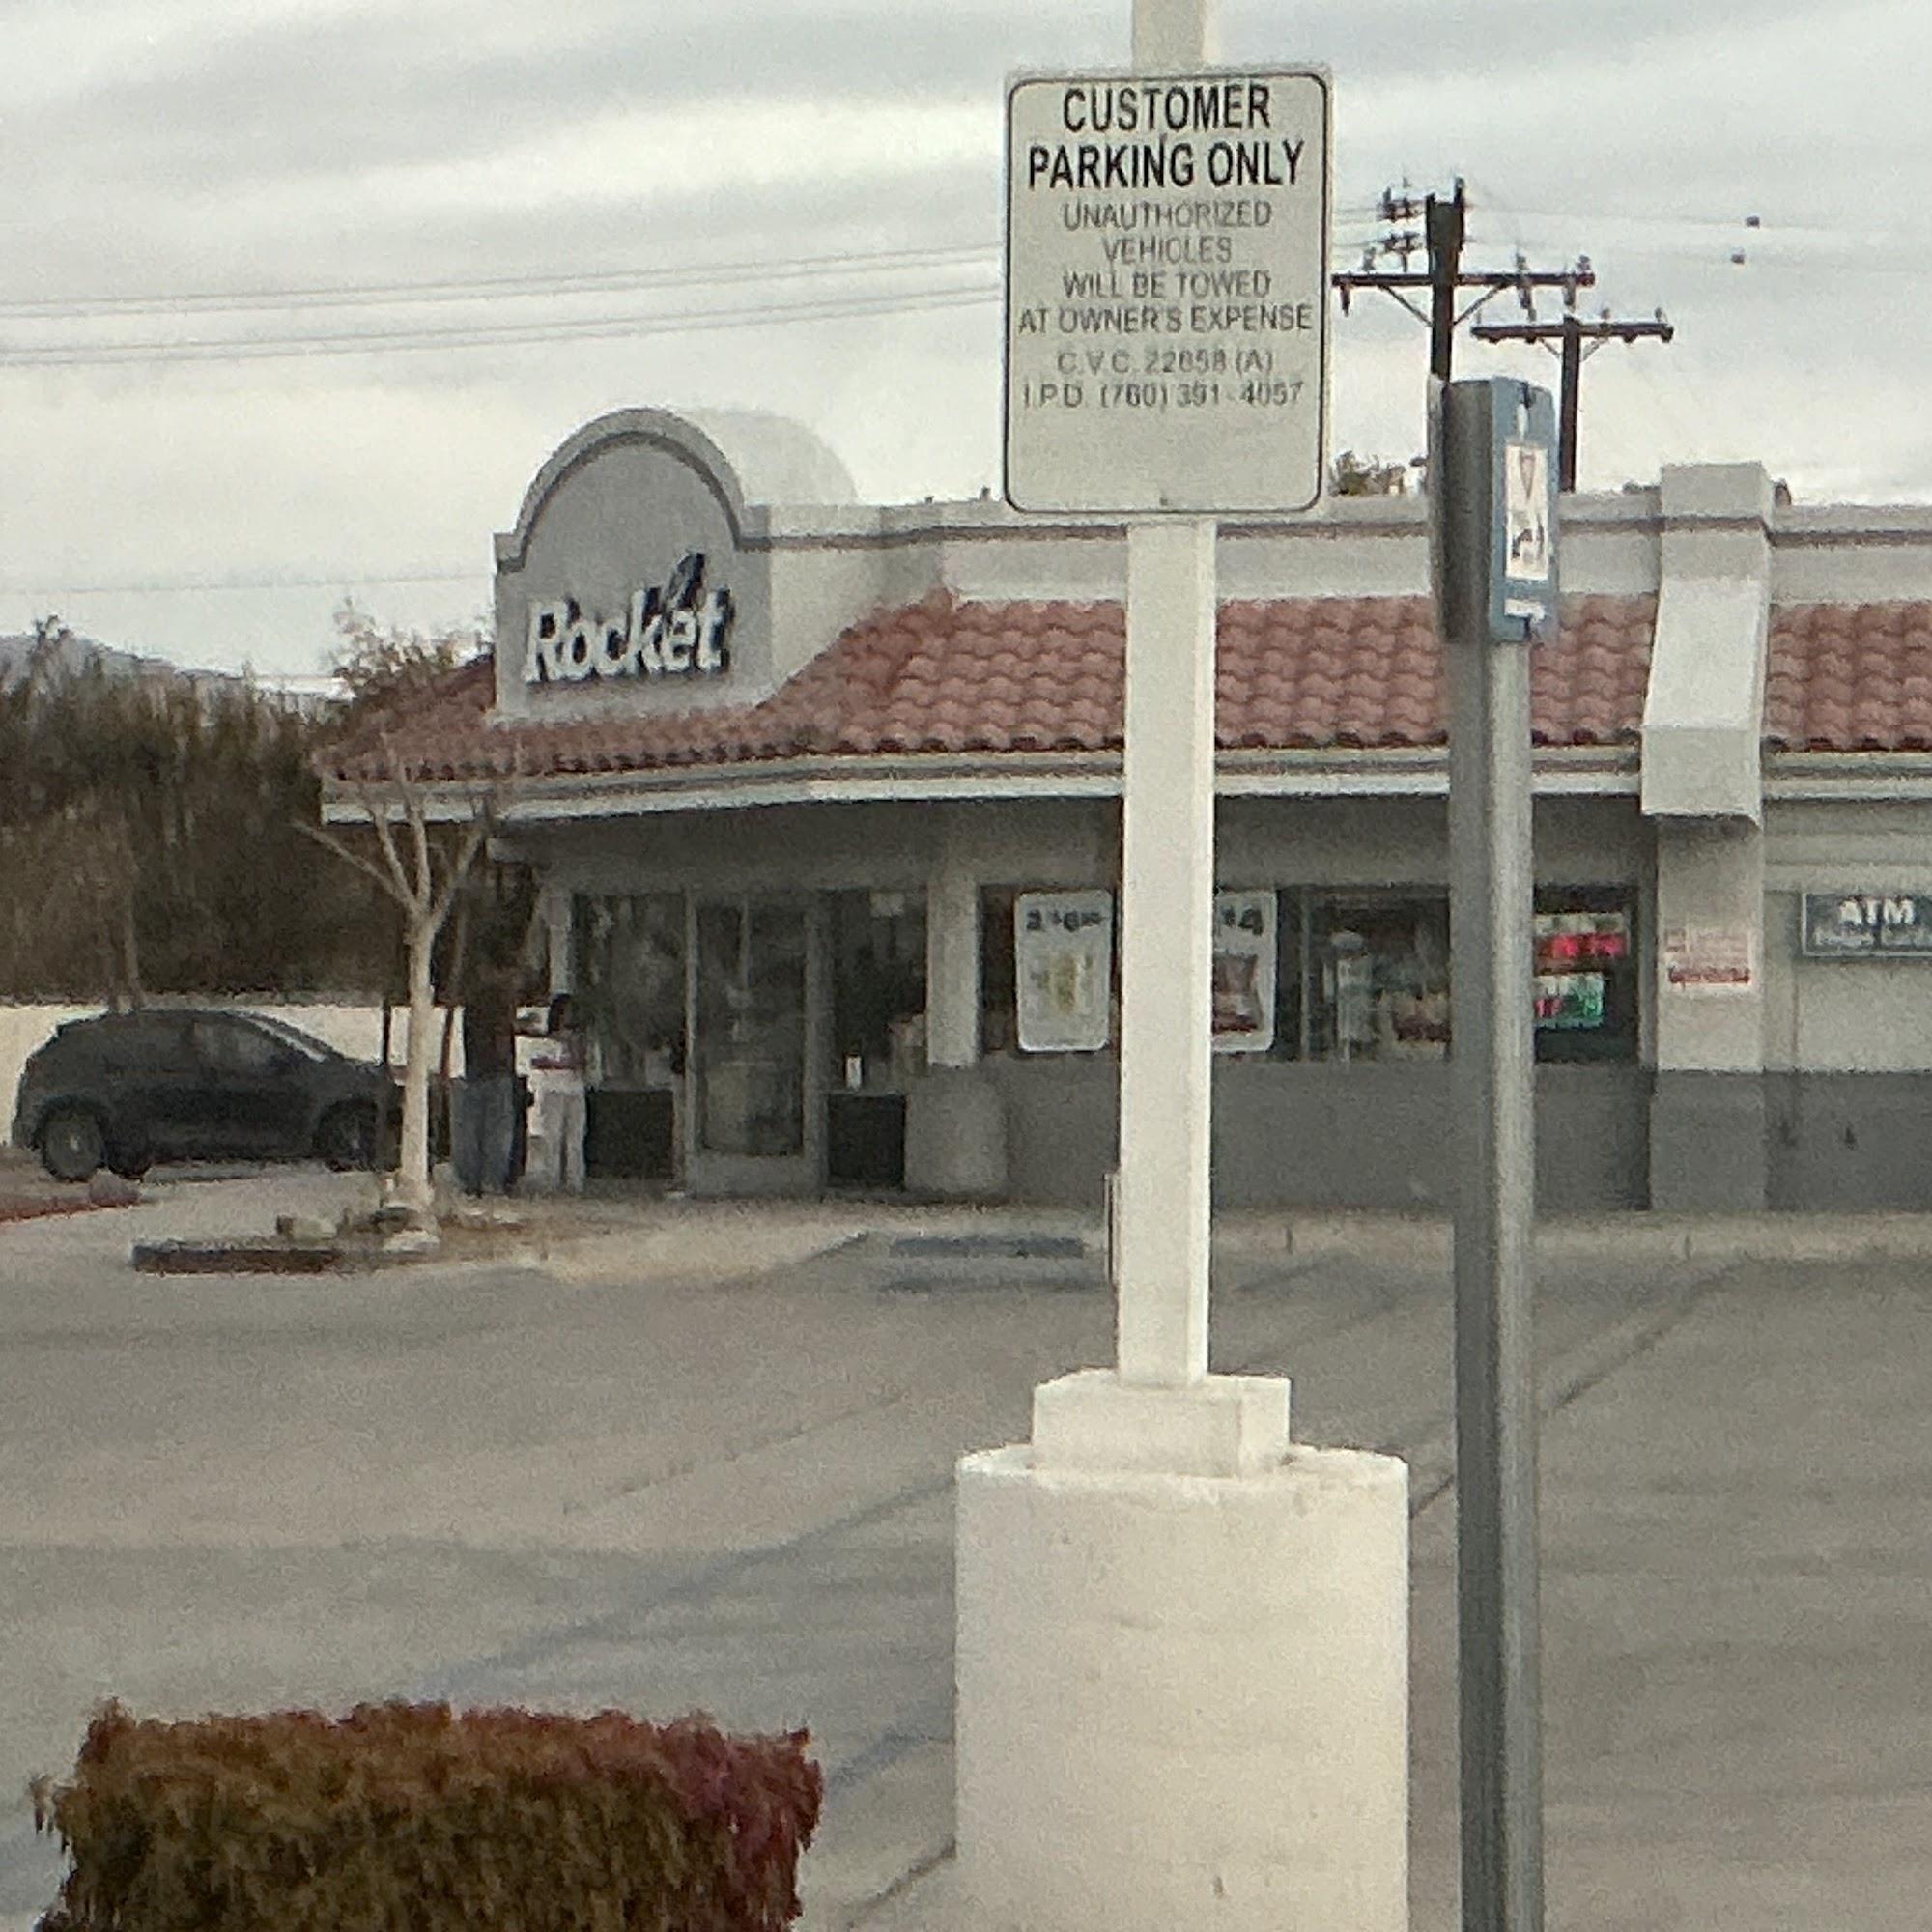 CUSTOMER
PARKING ONLY
UNAUTHORIZED
VEHICLES
WILL BE TOWED
AT OWNER'S EXPENSE
C.V.C. 22658 (A)
I.P.D. (760) 391-4057
Rocket
ATM